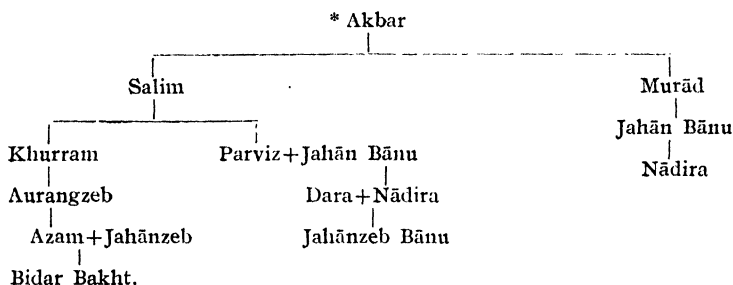 * Akbar
Salim Murād
Jahān Bānu
Khurram Parviz+Jahān Bānu
Nādira
Aurangzeb Dara+Nādira
Azam+Jahānzeb Jahānzeb Bānu
Bidar Bakht.